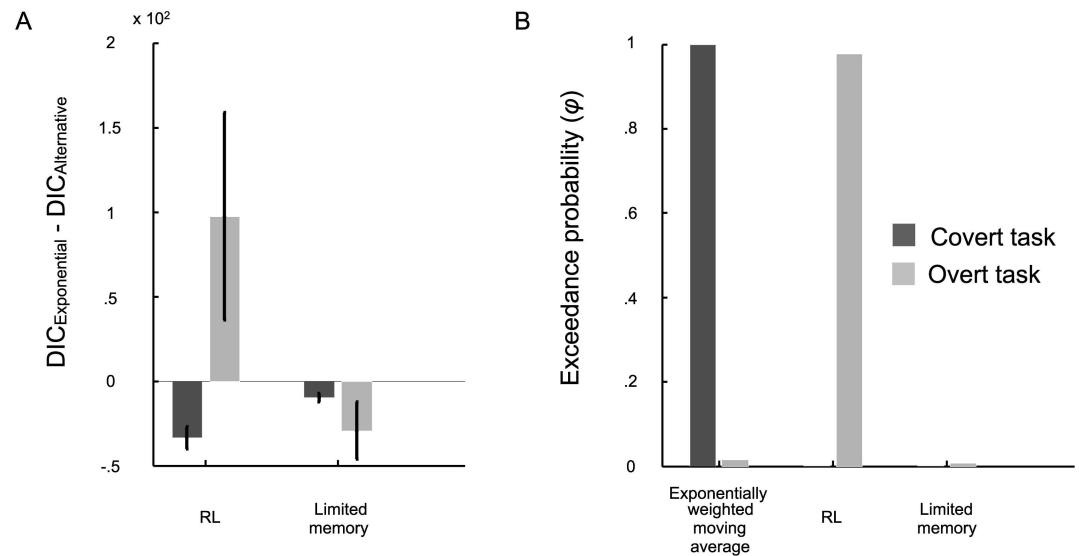 A
x 10²
2
1.5
1
.5
0
-.5
DICExponential - DICAlternative
RL
Limited
memory
B
1
.8
.6
.4
.2
0
Exceedance probability (φ)
Exponentially
weighted
moving
average
RL
Limited
memory
Covert task
Overt task